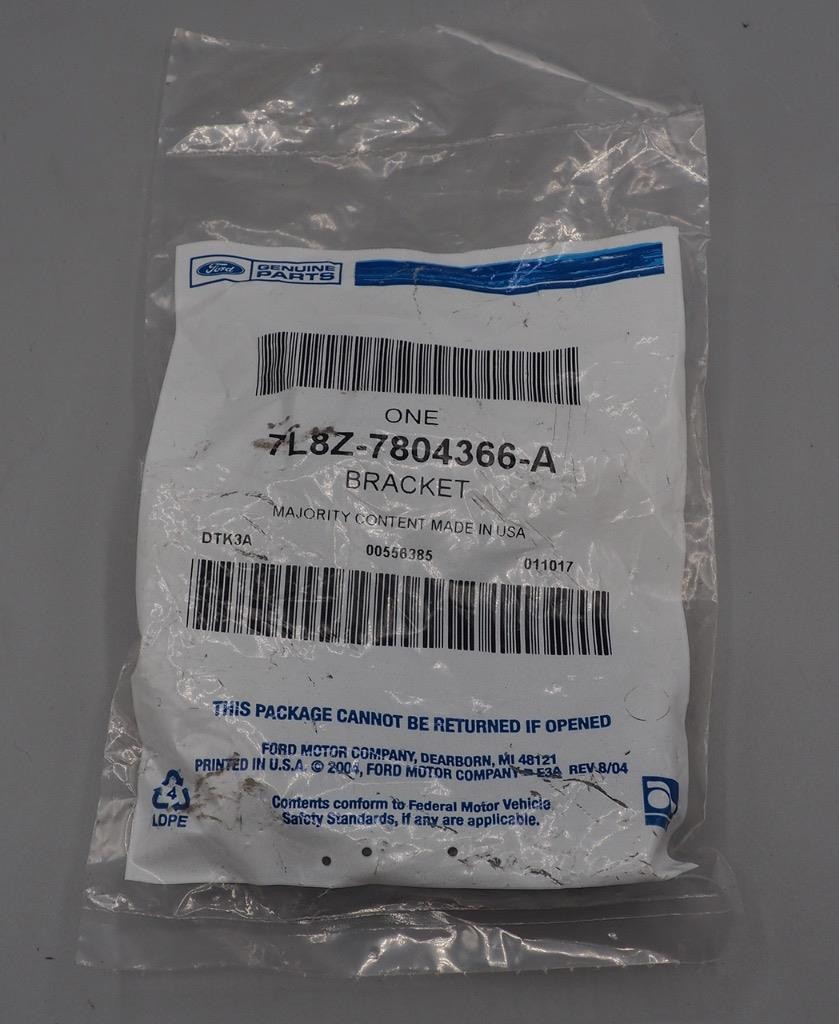 Ford GENUINE PARTS
ONE
7L8Z-7804366-A
BRACKET
MAJORITY CONTENT MADE IN USA
DTK3A 00556385 011017
THIS PACKAGE CANNOT BE RETURNED IF OPENED
FORD MOTOR COMPANY, DEARBORN, MI 48121
PRINTED IN U.S.A. © 2004, FORD MOTOR COMPANY E3A REV.8/04
4
LDPE
Contents conform to Federal Motor Vehicle
Safety Standards, if any are applicable.